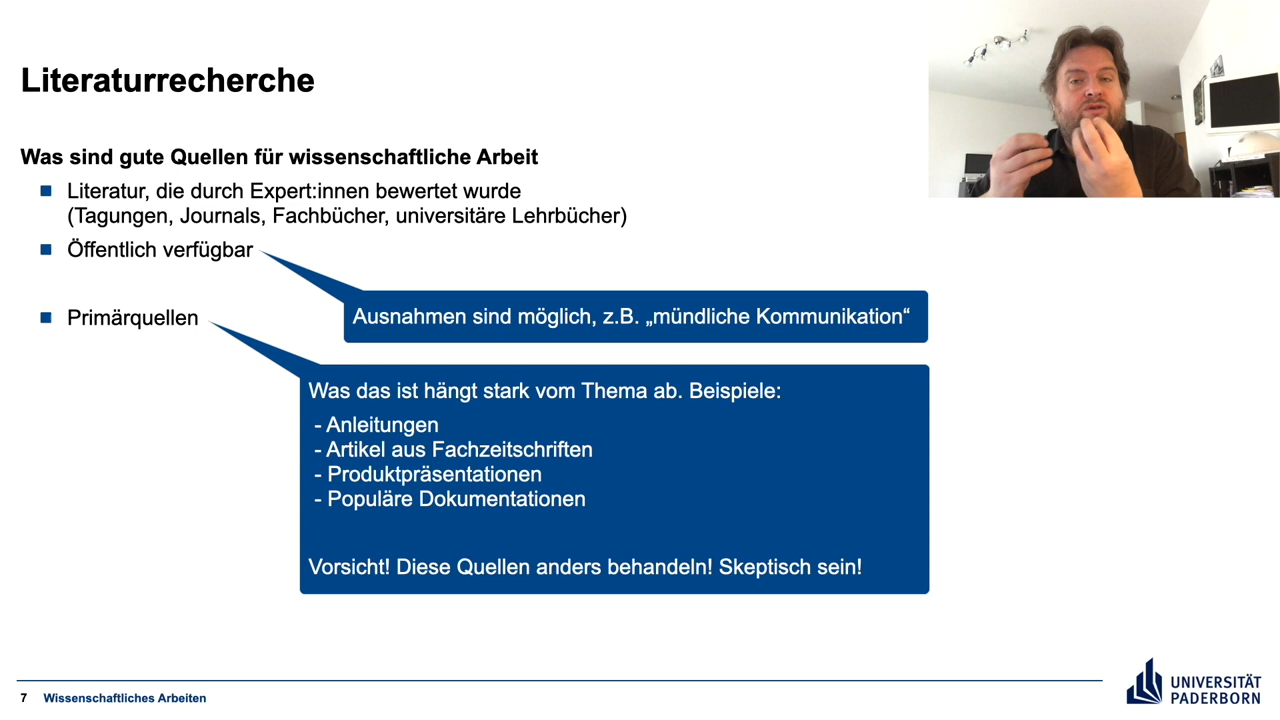 Literaturrecherche
Was sind gute Quellen für wissenschaftliche Arbeit
Literatur, die durch Expert:innen bewertet wurde
(Tagungen, Journals, Fachbücher, universitäre Lehrbücher)
Öffentlich verfügbar
Ausnahmen sind möglich, z.B. „mündliche Kommunikation“
Primärquellen
Was das ist hängt stark vom Thema ab. Beispiele:
- Anleitungen
- Artikel aus Fachzeitschriften
- Produktpräsentationen
- Populäre Dokumentationen
Vorsicht! Diese Quellen anders behandeln! Skeptisch sein!
7 Wissenschaftliches Arbeiten
UNIVERSITÄT
PADERBORN